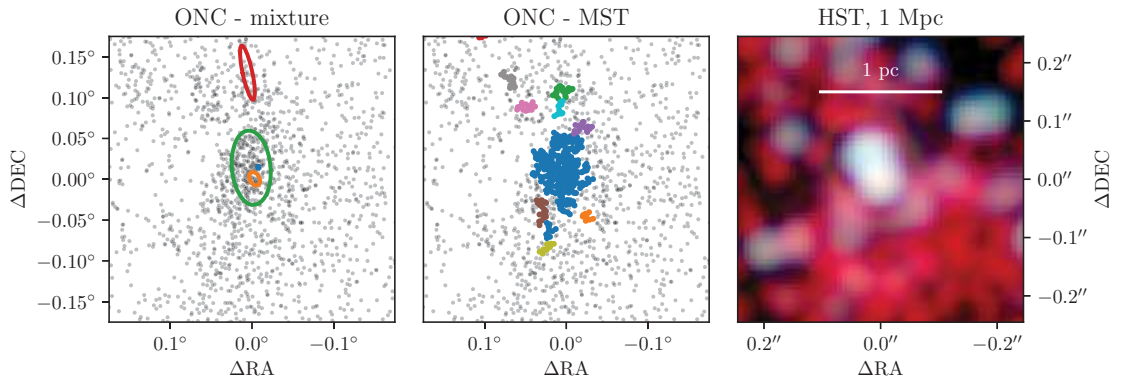 ONC - mixture
ONC - MST
HST, 1 Mpc
0.15°
0.10°
0.05°
0.00°
−0.05°
−0.10°
−0.15°
ΔDEC
0.1°
0.0°
−0.1°
ΔRA
0.1°
0.0°
−0.1°
ΔRA
1 pc
0.2″
0.0″
−0.2″
ΔRA
0.2″
0.1″
0.0″
−0.1″
−0.2″
ΔDEC